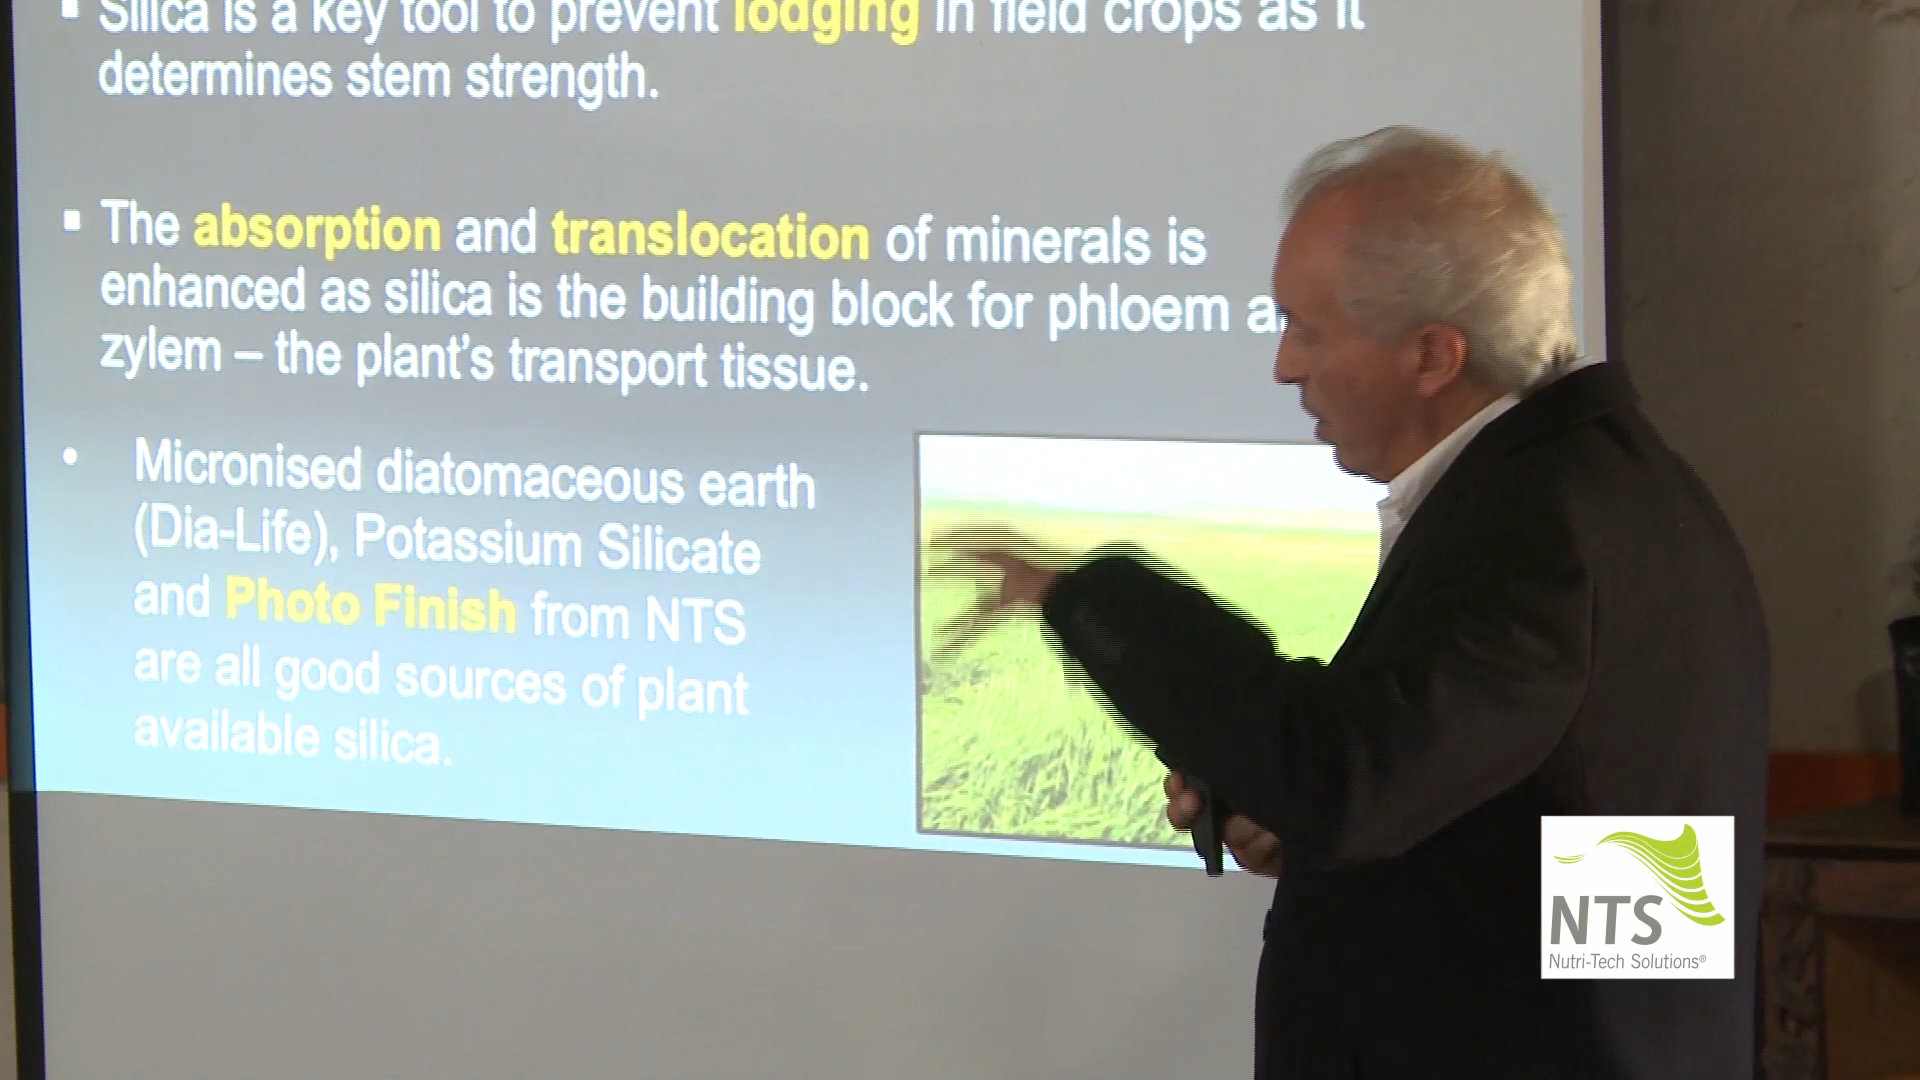 ▪ Silica is a key tool to prevent lodging in field crops as it
determines stem strength.
▪ The absorption and translocation of minerals is
enhanced as silica is the building block for phloem
zylem – the plant's transport tissue.
• Micronised diatomaceous earth
(Dia-Life), Potassium Silicate
and Photo Finish from NTS
are all good sources of plant
available silica.
NTS
Nutri-Tech Solutions®